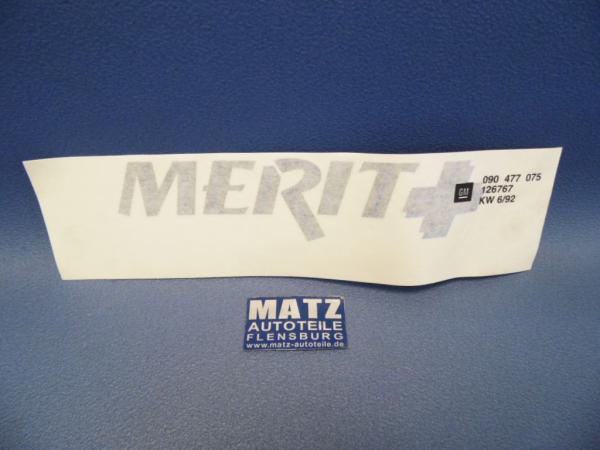 MERIT+
GM
090 477 075
126767
KW 6/92
MATZ
AUTOTEILE
FLENSBURG
www.matz-autoteile.de